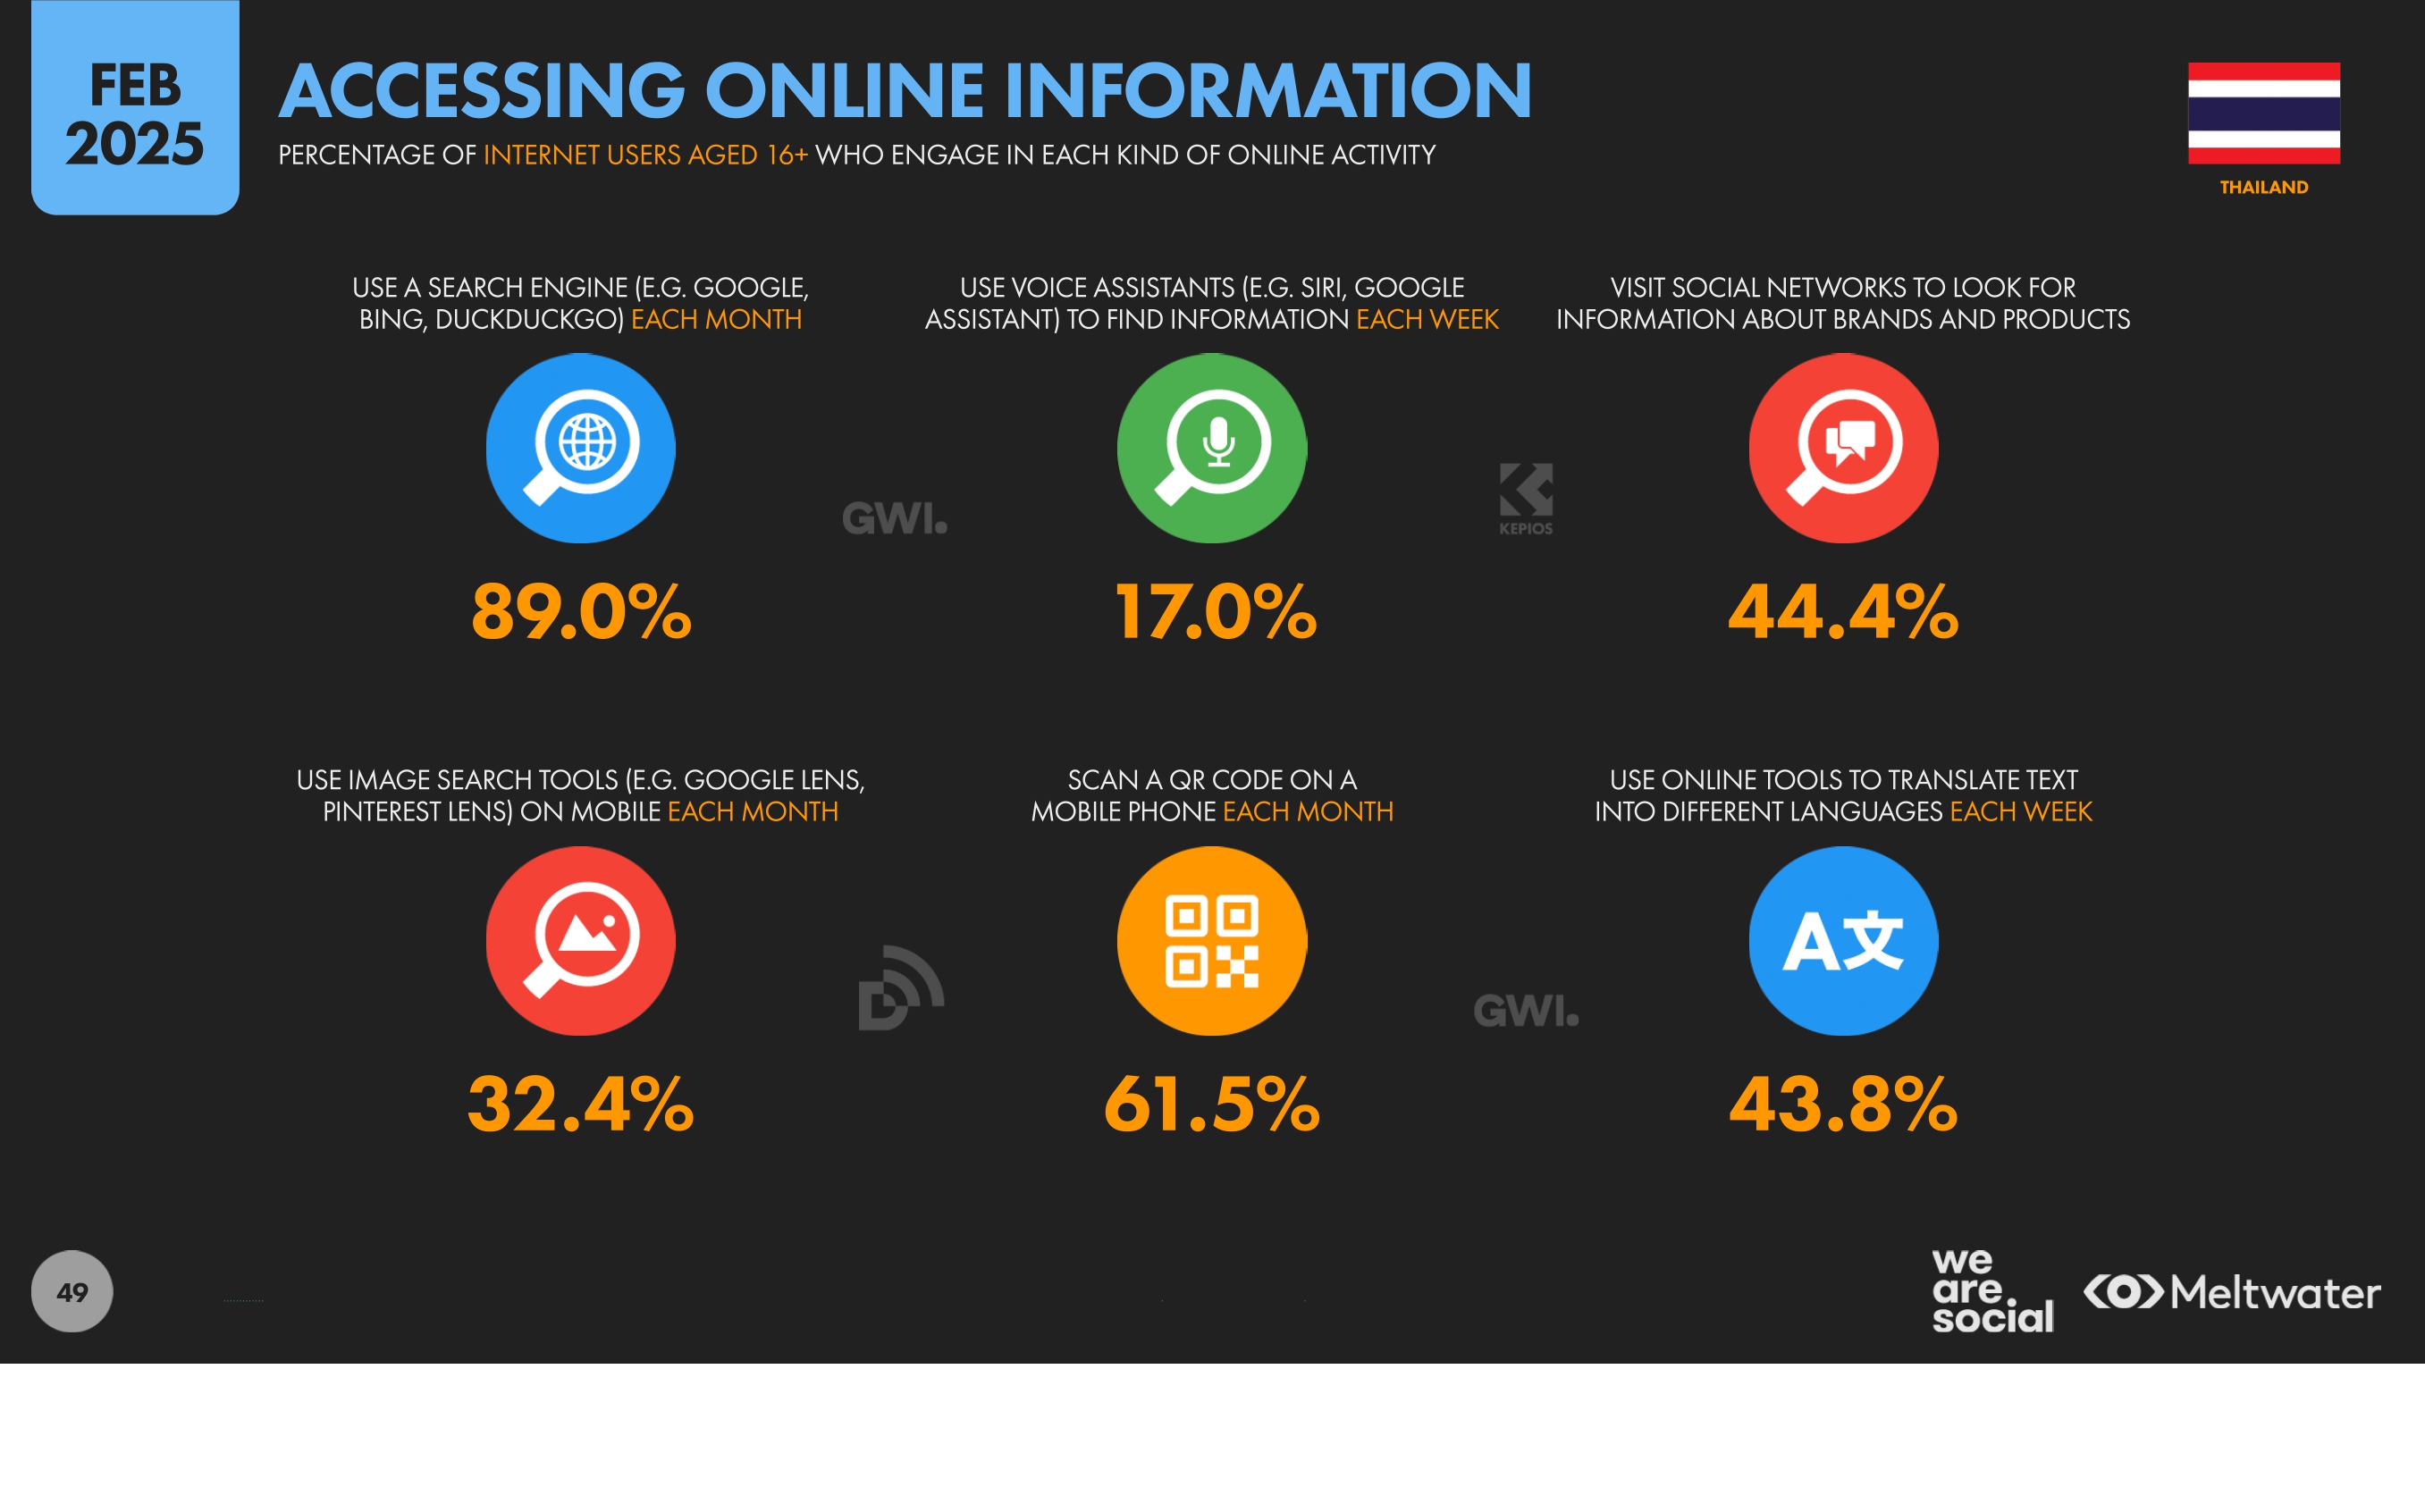 FEB
2025
ACCESSING ONLINE INFORMATION
PERCENTAGE OF INTERNET USERS AGED 16+ WHO ENGAGE IN EACH KIND OF ONLINE ACTIVITY
THAILAND
USE A SEARCH ENGINE (E.G. GOOGLE,
BING, DUCKDUCKGO) EACH MONTH
89.0%
USE VOICE ASSISTANTS (E.G. SIRI, GOOGLE
ASSISTANT) TO FIND INFORMATION EACH WEEK
17.0%
VISIT SOCIAL NETWORKS TO LOOK FOR
INFORMATION ABOUT BRANDS AND PRODUCTS
44.4%
GWI.
KEPIOS
USE IMAGE SEARCH TOOLS (E.G. GOOGLE LENS,
PINTEREST LENS) ON MOBILE EACH MONTH
32.4%
SCAN A QR CODE ON A
MOBILE PHONE EACH MONTH
61.5%
USE ONLINE TOOLS TO TRANSLATE TEXT
INTO DIFFERENT LANGUAGES EACH WEEK
A文
43.8%
GWI.
49
we
are
social
Meltwater